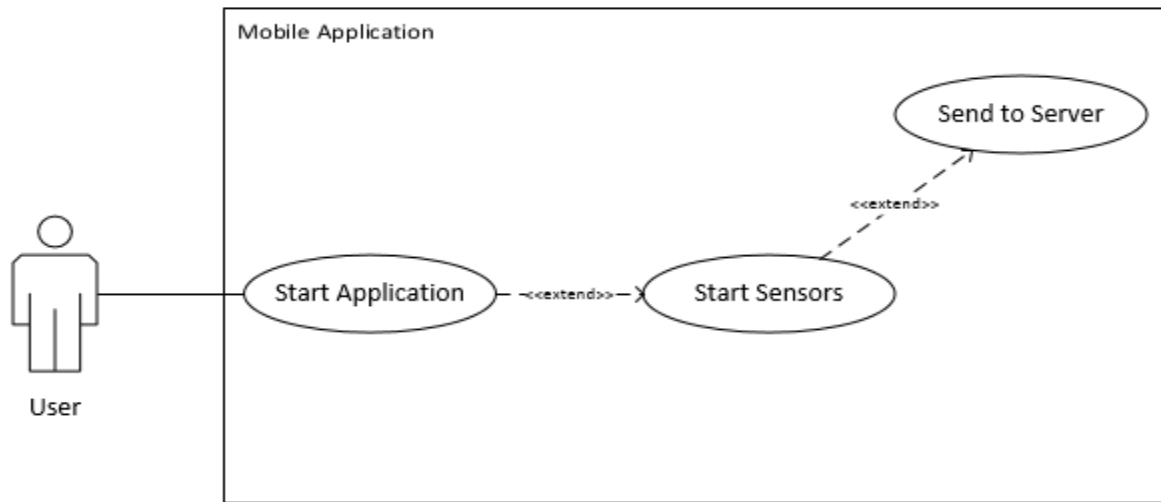 Mobile Application
Send to Server
<<extend>>
Start Application
<<extend>>
Start Sensors
User